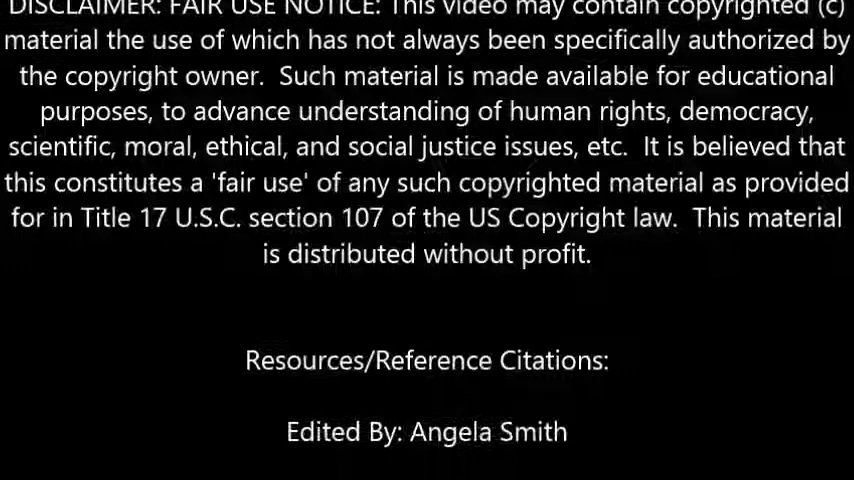 DISCLAIMER: FAIR USE NOTICE: This video may contain copyrighted (c)
material the use of which has not always been specifically authorized by
the copyright owner.  Such material is made available for educational
purposes, to advance understanding of human rights, democracy,
scientific, moral, ethical, and social justice issues, etc.  It is believed that
this constitutes a 'fair use' of any such copyrighted material as provided
for in Title 17 U.S.C. section 107 of the US Copyright law.  This material
is distributed without profit.
Resources/Reference Citations:
Edited By: Angela Smith